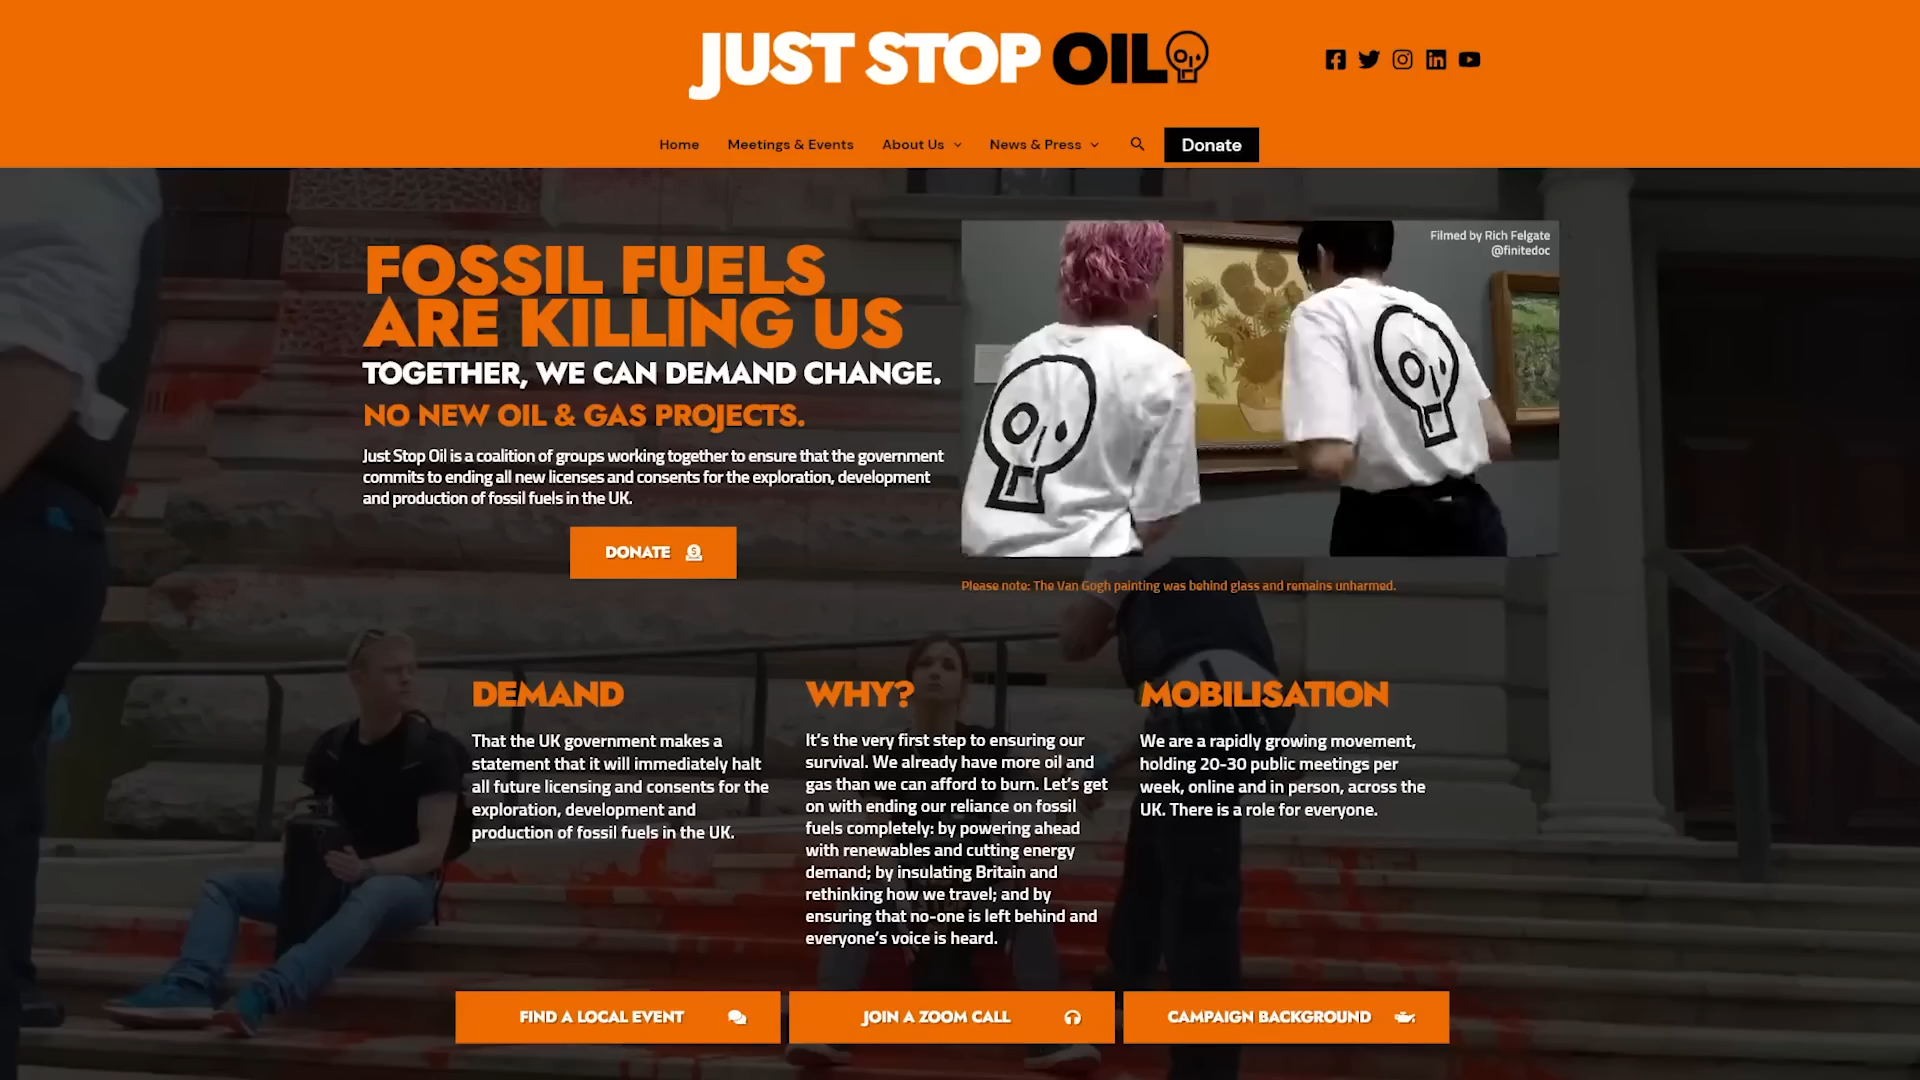 JUST STOP OIL
Home
Meetings & Events
About Us
News & Press
Donate
FOSSIL FUELS
ARE KILLING US
TOGETHER, WE CAN DEMAND CHANGE.
NO NEW OIL & GAS PROJECTS.
Just Stop Oil is a coalition of groups working together to ensure that the government
commits to ending all new licenses and consents for the exploration, development
and production of fossil fuels in the UK.
DONATE
Filmed by Rich Felgate
@finitedoc
Please note: The Van Gogh painting was behind glass and remains unharmed.
DEMAND
That the UK government makes a
statement that it will immediately halt
all future licensing and consents for the
exploration, development and
production of fossil fuels in the UK.
WHY?
It's the very first step to ensuring our
survival. We already have more oil and
gas than we can afford to burn. Let's get
on with ending our reliance on fossil
fuels completely: by powering ahead
with renewables and cutting energy
demand; by insulating Britain and
rethinking how we travel; and by
ensuring that no-one is left behind and
everyone's voice is heard.
MOBILISATION
We are a rapidly growing movement,
holding 20-30 public meetings per
week, online and in person, across the
UK. There is a role for everyone.
FIND A LOCAL EVENT
JOIN A ZOOM CALL
CAMPAIGN BACKGROUND